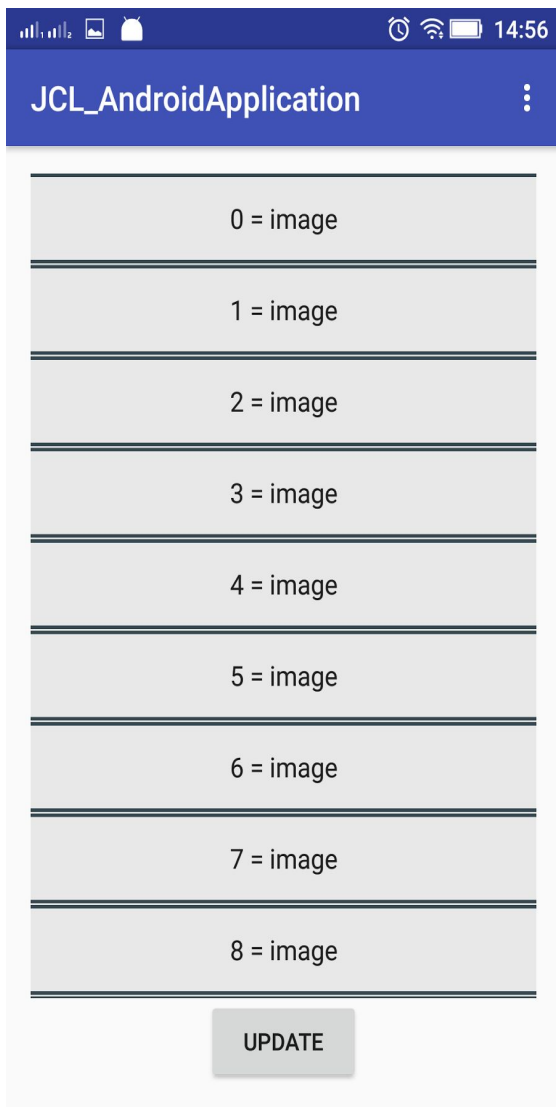 14:56
JCL_AndroidApplication
0 = image
1 = image
2 = image
3 = image
4 = image
5 = image
6 = image
7 = image
8 = image
UPDATE